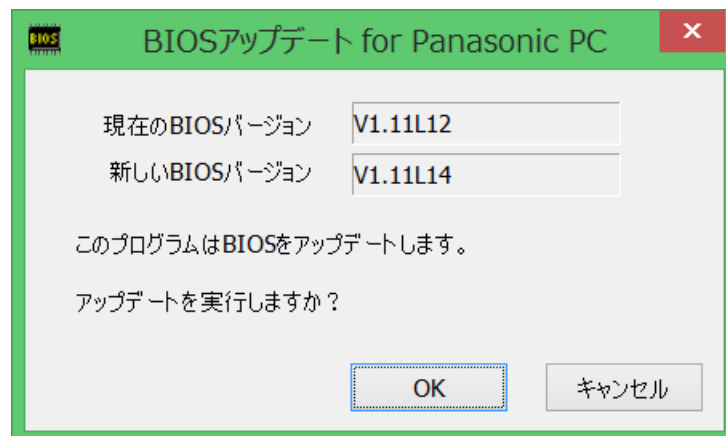 BIOS
BIOSアップデート for Panasonic PC
現在のBIOSバージョン V1.11L12
新しいBIOSバージョン V1.11L14
このプログラムはBIOSをアップデートします。
アップデートを実行しますか？
OK キャンセル